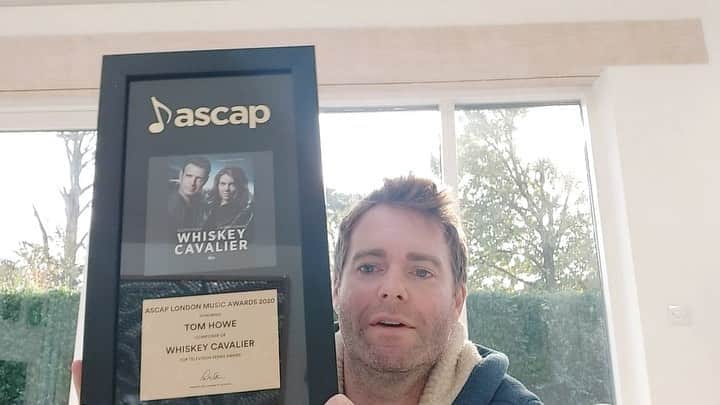 ascap
WHISKEY
CAVALIER
ASCAP LONDON MUSIC AWARDS 2020
TOM HOWE
COMPOSER OF
WHISKEY CAVALIER
TOP TELEVISION SERIES AWARD